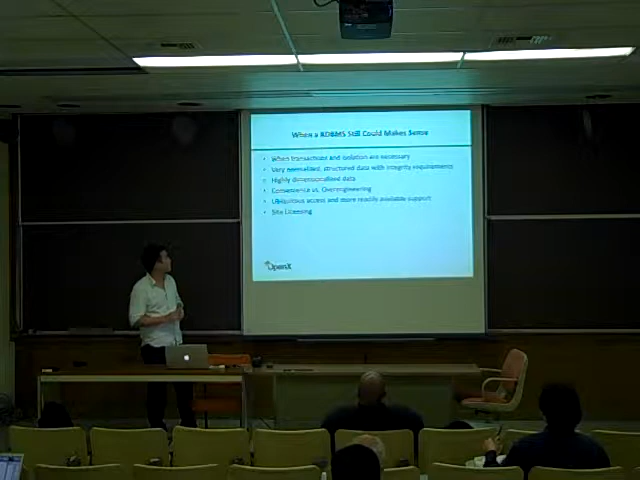 When a RDBMS Still Could Makes Sense
• When transactions and isolation are necessary
• Very normalized, structured data with integrity requirements
• Highly dimensionalized data
• Convenience vs. Overengineering
• Ubiquitous access and more readily available support
• Site Licensing
OpenX